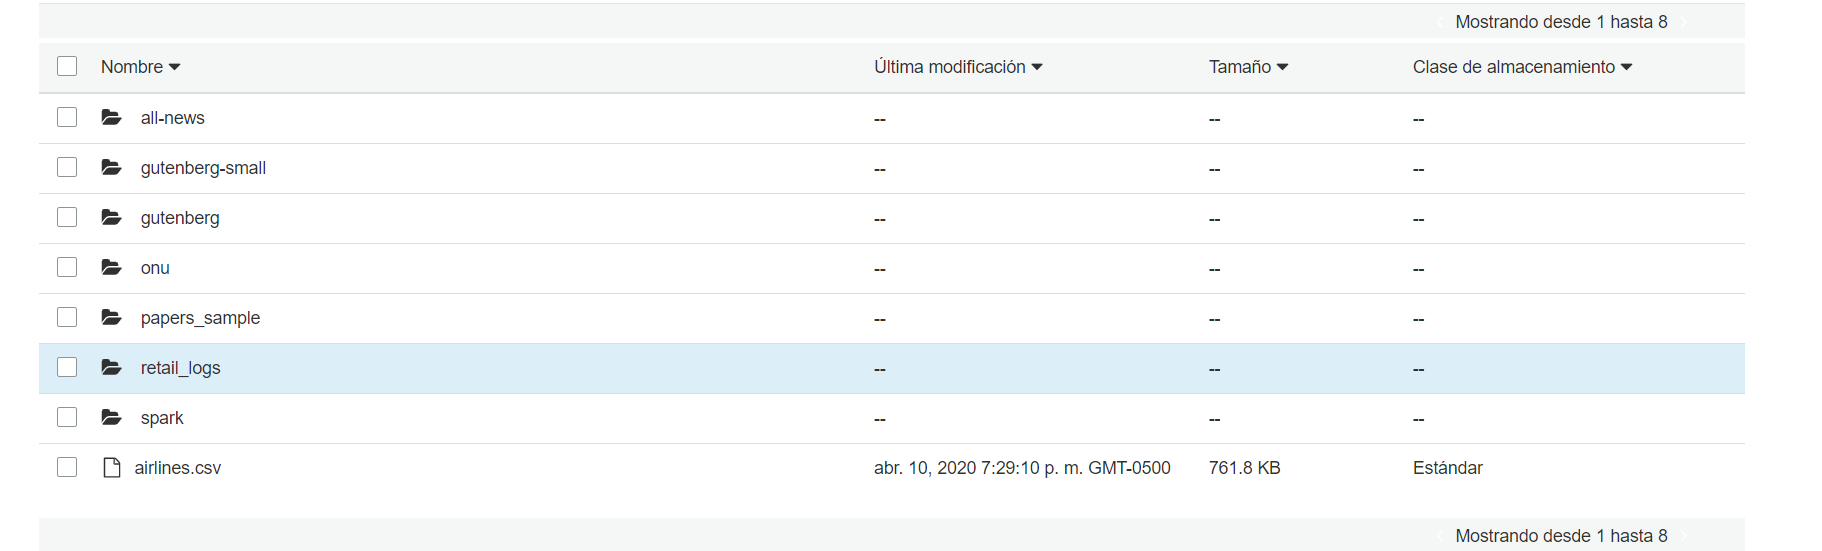 Mostrando desde 1 hasta 8
Nombre Última modificación Tamaño Clase de almacenamiento
all-news -- -- --
gutenberg-small -- -- --
gutenberg -- -- --
onu -- -- --
papers_sample -- -- --
retail_logs -- -- --
spark -- -- --
airlines.csv abr. 10, 2020 7:29:10 p. m. GMT-0500 761.8 KB Estándar
Mostrando desde 1 hasta 8